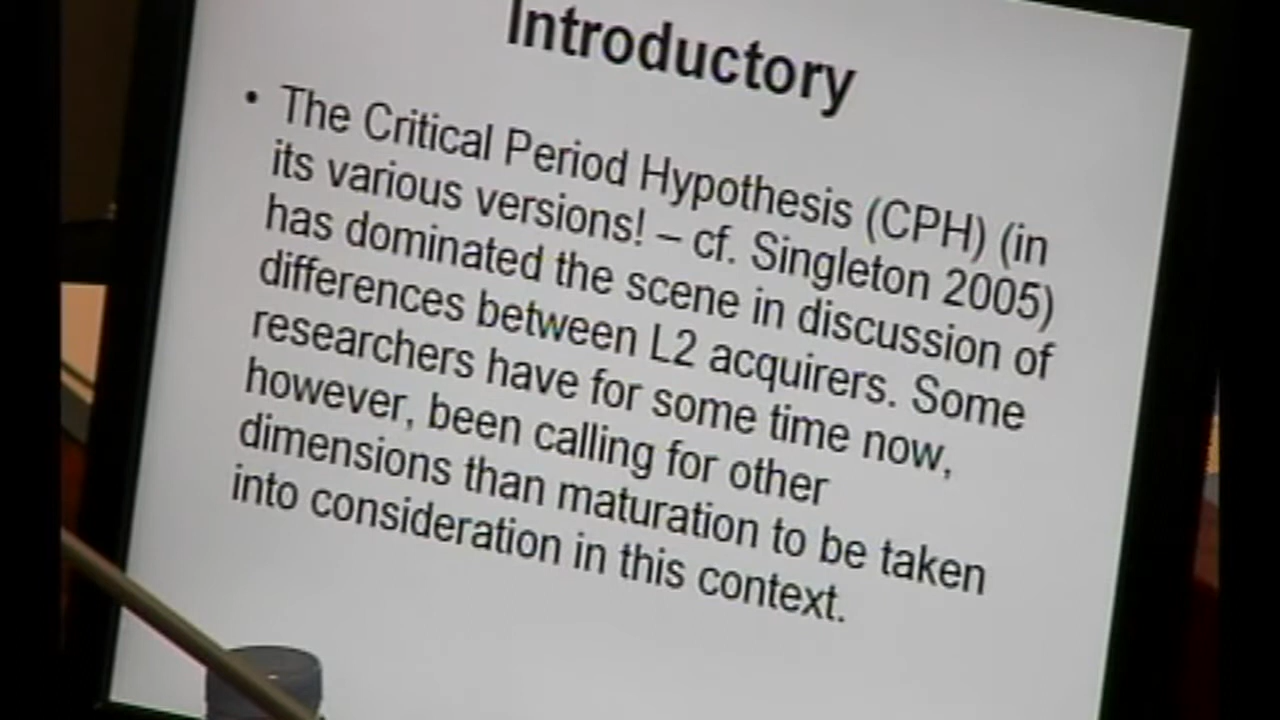 Introductory
• The Critical Period Hypothesis (CPH) (in
its various versions! – cf. Singleton 2005)
has dominated the scene in discussion of
differences between L2 acquirers. Some
researchers have for some time now,
however, been calling for other
dimensions than maturation to be taken
into consideration in this context.